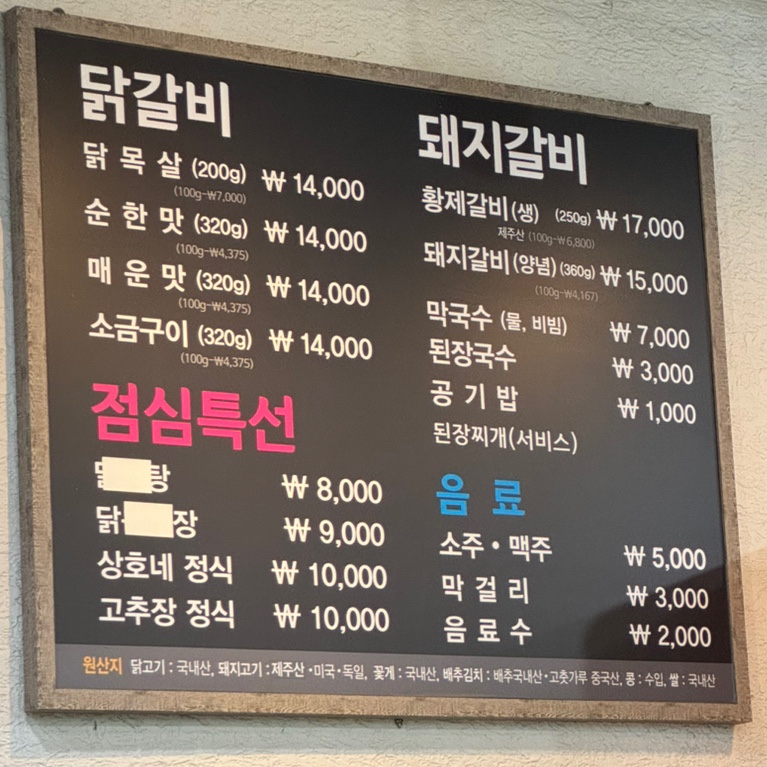 닭갈비
닭 목 살 (200g) ₩ 14,000
(100g-₩7,000)
순 한 맛 (320g) ₩ 14,000
(100g-₩4,375)
매 운 맛 (320g) ₩ 14,000
(100g-₩4,375)
소금구이 (320g) ₩ 14,000
(100g-₩4,375)
점심특선
탕 ₩ 8,000
장 ₩ 9,000
상호네 정식 ₩ 10,000
고추장 정식 ₩ 10,000
돼지갈비
황제갈비(생) (250g) ₩ 17,000
제주산 (100g-₩6,800)
돼지갈비(양념) (360g) ₩ 15,000
(100g-₩4,167)
막국수 (물, 비빔) ₩ 7,000
된장국수 ₩ 3,000
공 기 밥 ₩ 1,000
된장찌개(서비스)
음 료
소주 • 맥주 ₩ 5,000
막 걸 리 ₩ 3,000
음 료 수 ₩ 2,000
원산지 닭고기 : 국내산, 돼지고기 : 제주산•미국•독일, 꽃게 : 국내산, 배추김치 : 배추국내산•고춧가루 중국산, 콩 : 수입, 쌀 : 국내산